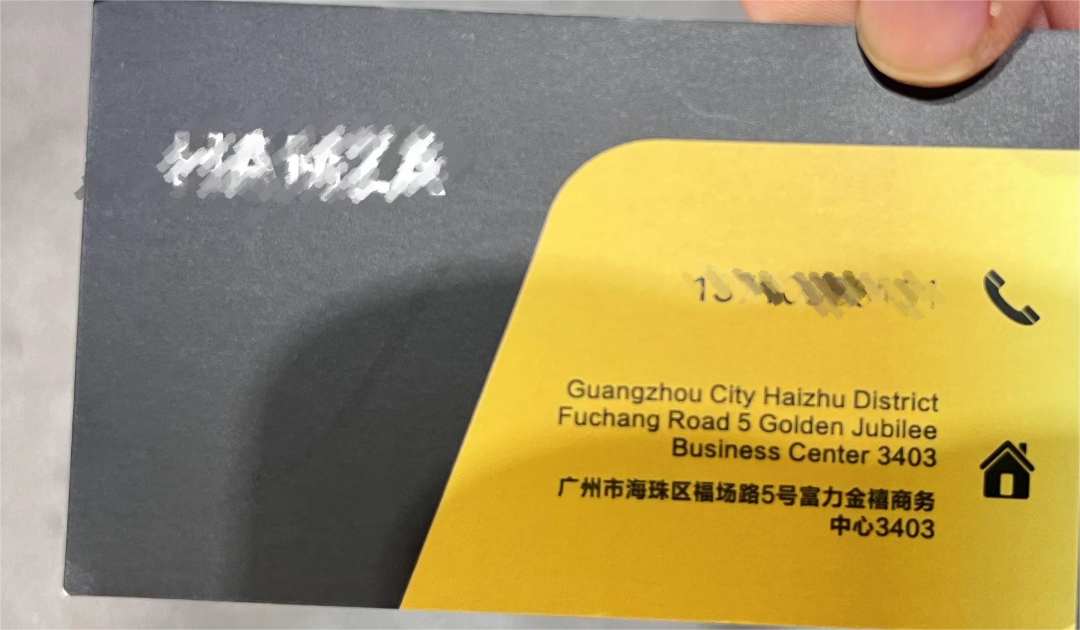 Guangzhou City Haizhu District
Fuchang Road 5 Golden Jubilee
Business Center 3403
广州市海珠区福场路5号富力金禧商务
中心3403